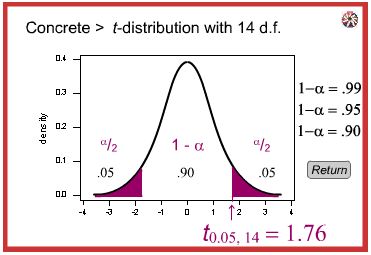 Concrete > t-distribution with 14 d.f.
density
0.4
0.3
0.2
0.1
0.0
α/2
1 - α
α/2
.05
.90
.05
-4 -3 -2 -1 0 1 2 3 4
t0.05, 14 = 1.76
1−α = .99
1−α = .95
1−α = .90
Return